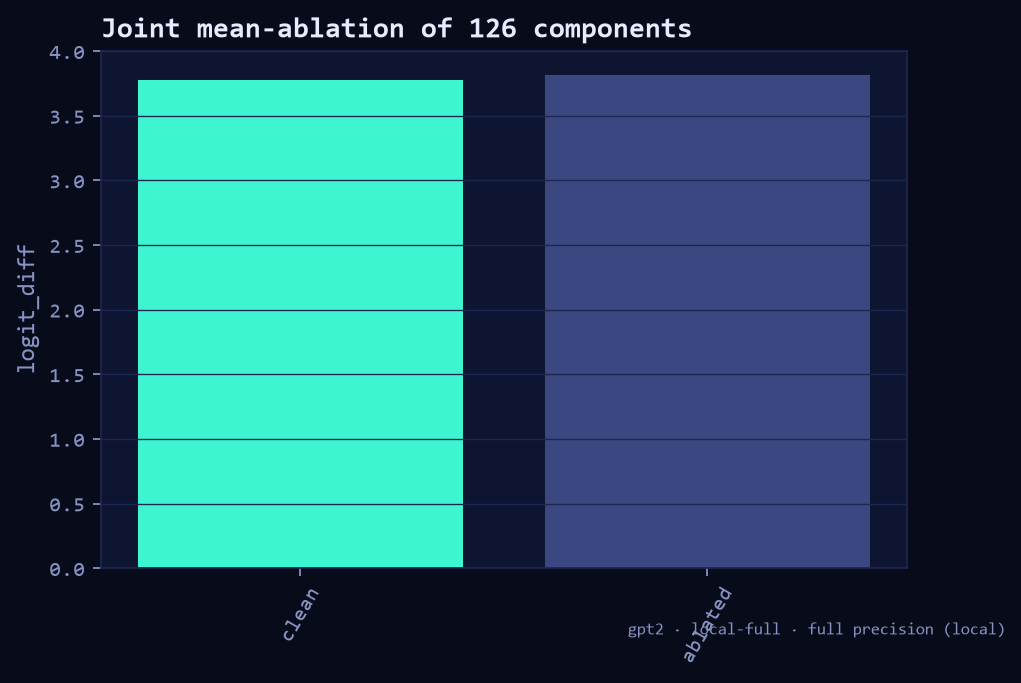 Joint mean-ablation of 126 components
4.0
3.5
3.0
2.5
2.0
1.5
1.0
0.5
0.0
logit_diff
clean
ablated
gpt2 · local-full · full precision (local)